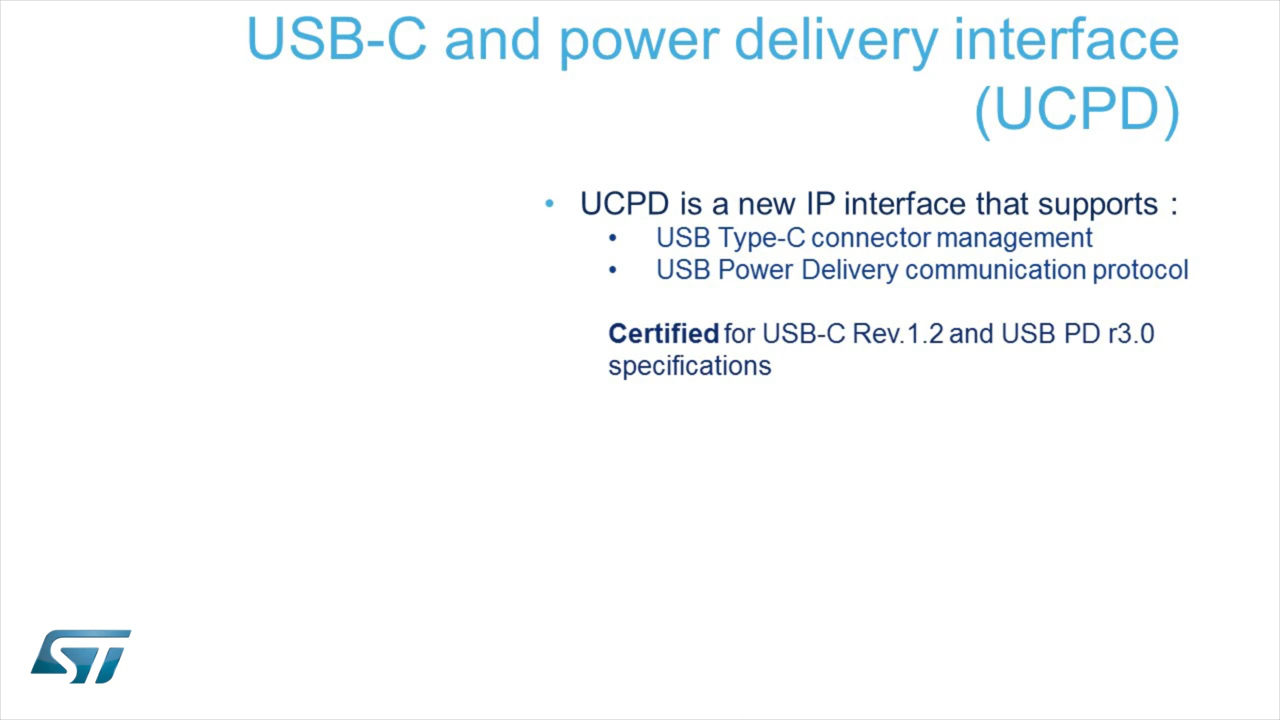 USB-C and power delivery interface
(UCPD)
• UCPD is a new IP interface that supports :
• USB Type-C connector management
• USB Power Delivery communication protocol
Certified for USB-C Rev.1.2 and USB PD r3.0
specifications
ST